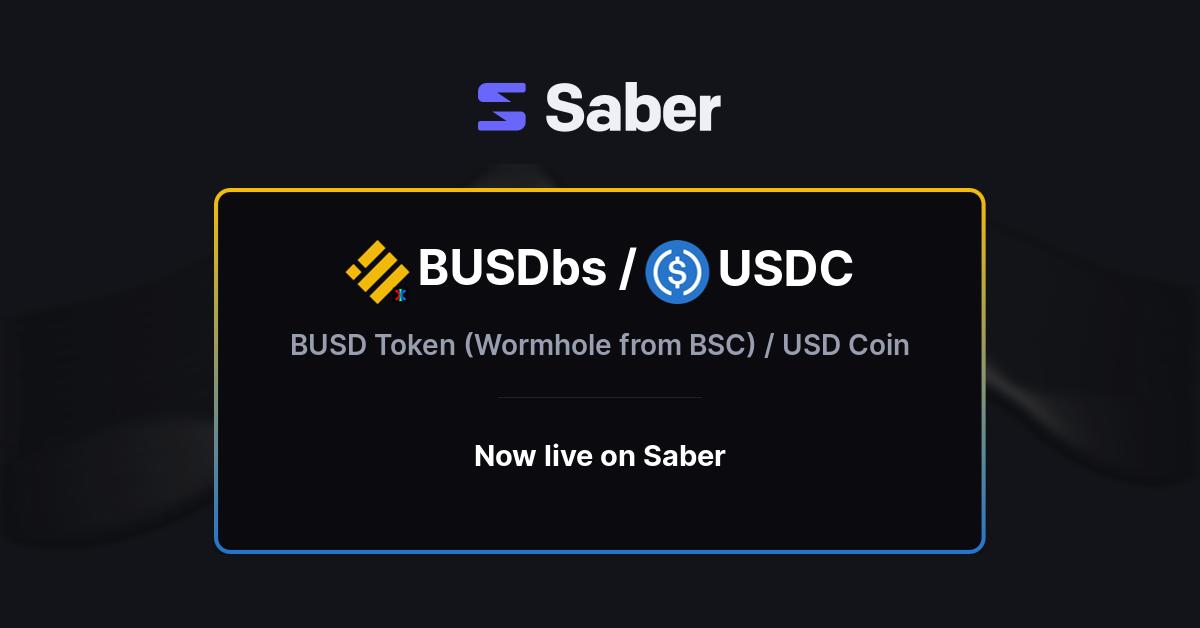 Saber
BUSDbs / USDC
BUSD Token (Wormhole from BSC) / USD Coin
Now live on Saber